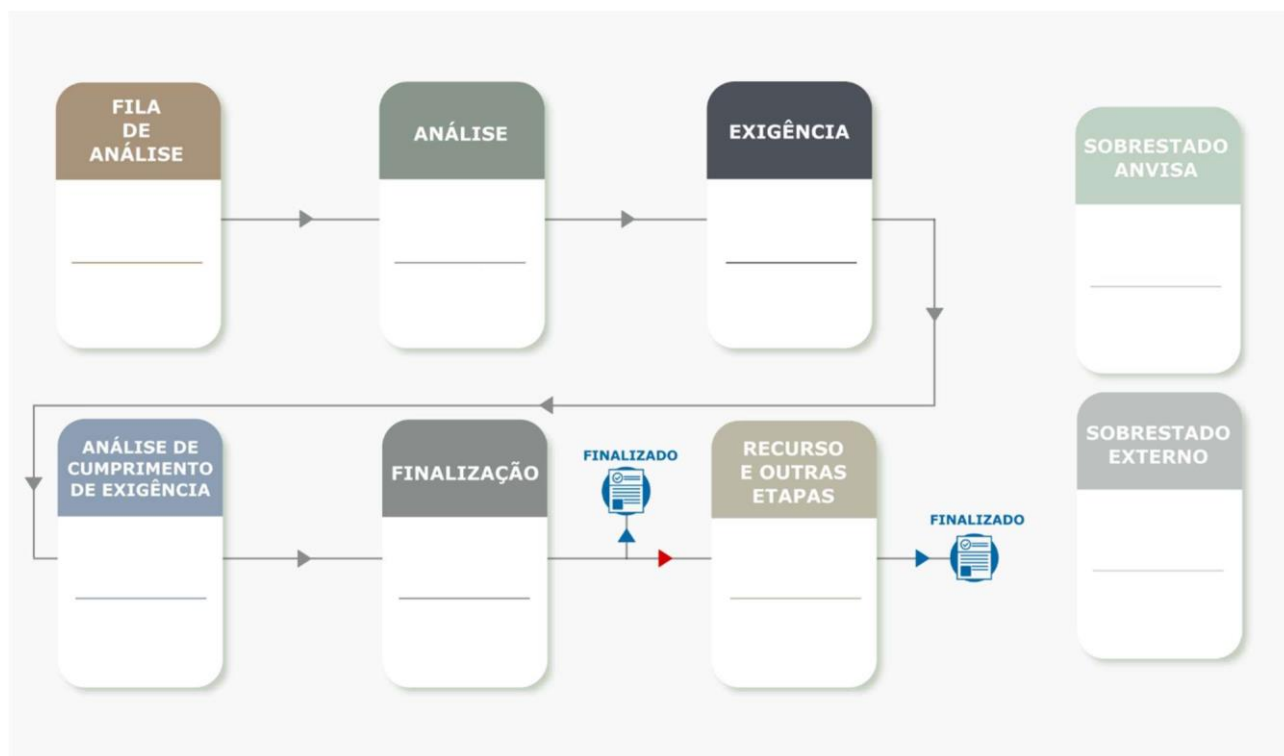 FILA
DE
ANÁLISE
ANÁLISE
EXIGÊNCIA
SOBRESTADO
ANVISA
ANÁLISE DE
CUMPRIMENTO
DE EXIGÊNCIA
FINALIZAÇÃO
FINALIZADO
RECURSO
E OUTRAS
ETAPAS
FINALIZADO
SOBRESTADO
EXTERNO